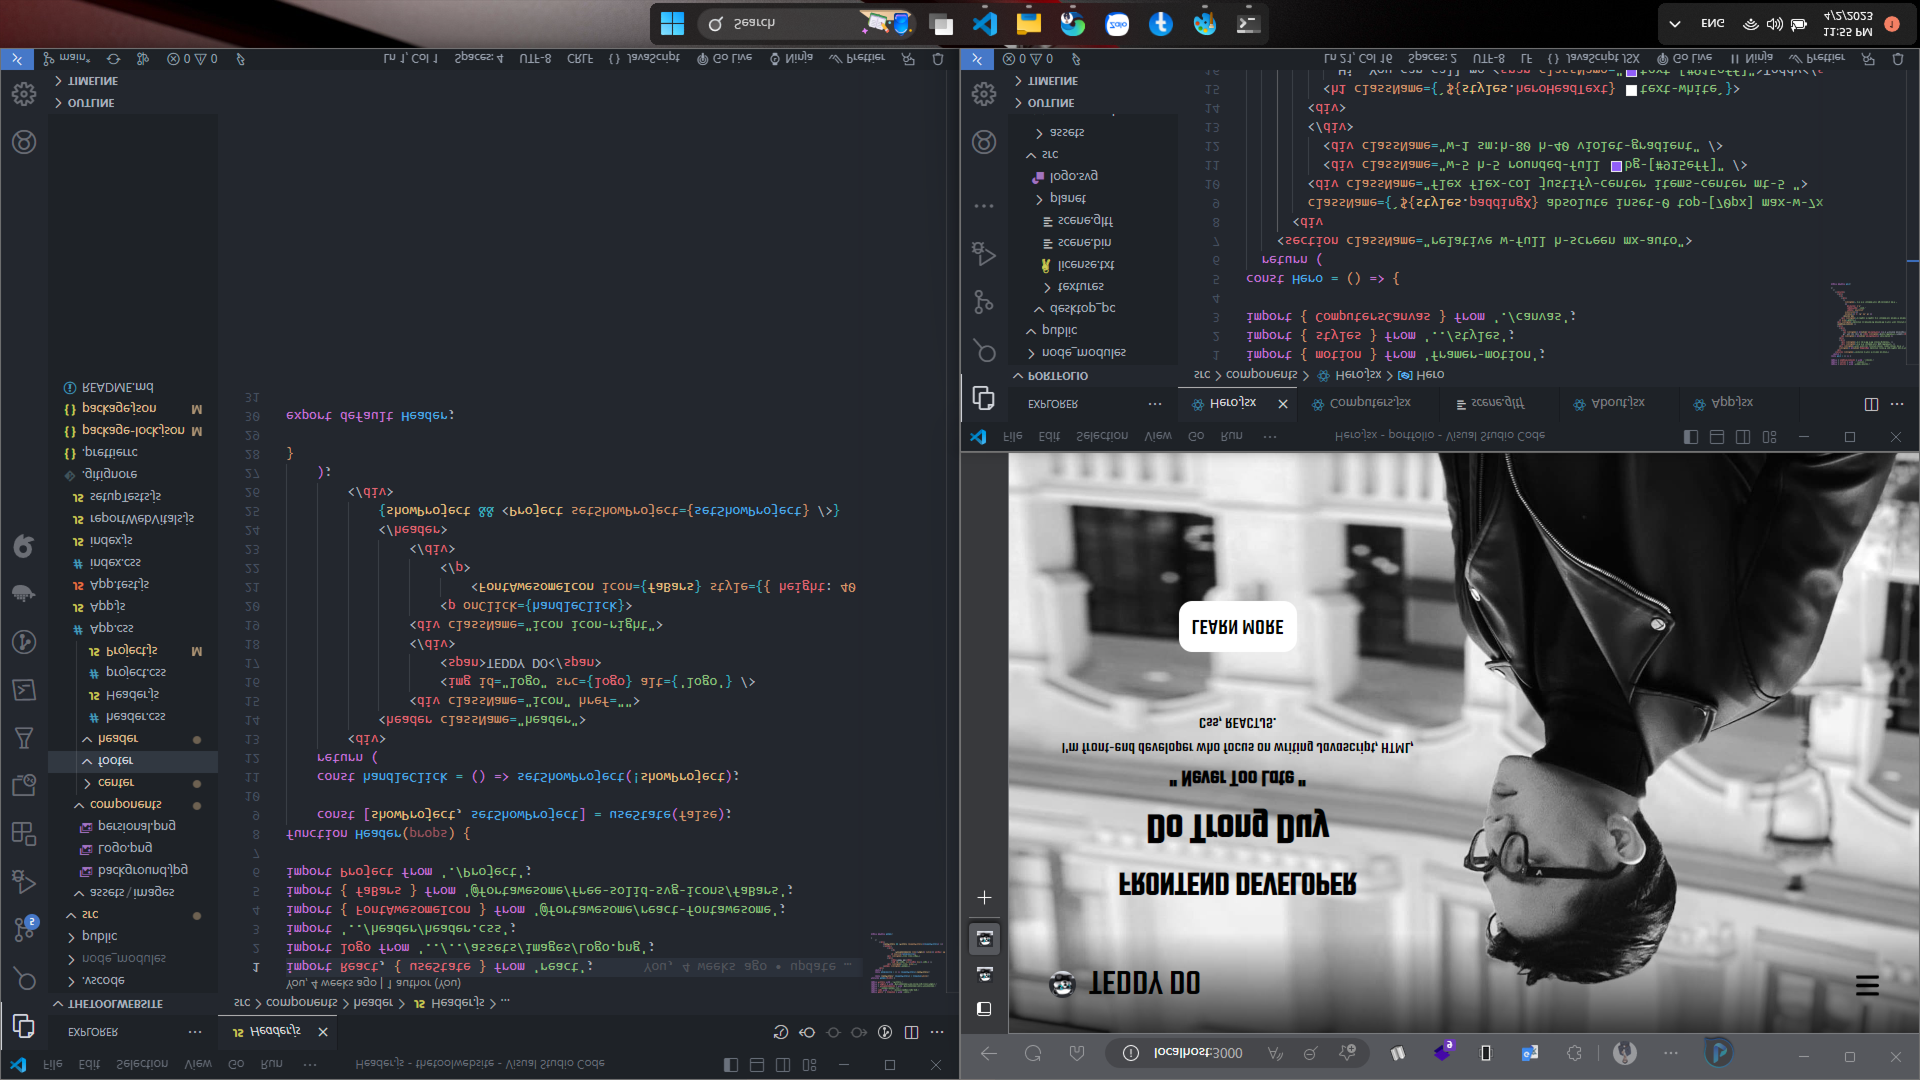 Search
ENG
4/2/2023
11:55 PM
1
File Edit Selection View Go Run ···
Header.js - thetoolwebsite - Visual Studio Code
EXPLORER
Header.js
THETOOLWEBSITE
.vscode
node_modules
public
src
assets\images
background.jpg
Logo.png
persional.png
components
center
footer
header
header.css
Header.js
project.css
Project.js M
App.css
App.js
App.test.js
index.css
index.js
reportWebVitals.js
setupTests.js
.gitignore
.prettierrc
package-lock.json M
package.json M
README.md
OUTLINE
TIMELINE
5
src > components > header > JS Header.js > ...
You, 4 weeks ago | 1 author (You)
1 import React, { useState } from 'react'; You, 4 weeks ago • update ...
2 import logo from '../../assets/images/Logo.png';
3 import '../header/header.css';
4 import { FontAwesomeIcon } from '@fortawesome/react-fontawesome';
5 import { faBars } from '@fortawesome/free-solid-svg-icons/faBars';
6 import Project from './Project';
7
8 function Header(props) {
9 const [showProject, setShowProject] = useState(false);
10
11 const handleClick = () => setShowProject(!showProject);
12 return (
13 <div>
14 <header className="header">
15 <div className="icon" href="">
16 <img id="logo" src={logo} alt={'logo'} />
17 <span>TEDDY DO</span>
18 </div>
19 <div className="icon icon-right">
20 <p onClick={handleClick}>
21 <FontAwesomeIcon icon={faBars} style={{ height: 40
22 </p>
23 </div>
24 </header>
25 {showProject && <Project setShowProject={setShowProject} />}
26 </div>
27 );
28 }
29
30 export default Header;
31
main* 0 0 Ln 1, Col 1 Spaces: 4 UTF-8 CRLF {} JavaScript Go Live Ninja Prettier
localhost:3000
9
TEDDY DO
FRONTEND DEVELOPER
Do Trong Duy
" Never Too Late "
I'm front-end developer who focus on writing Javascript, HTML,
Css, REACTJS.
LEARN MORE
File Edit Selection View Go Run ···
Hero.jsx - portfolio - Visual Studio Code
EXPLORER
Hero.jsx Computers.jsx scene.gltf About.jsx App.jsx
PORTFOLIO
node_modules
public
desktop_pc
textures
license.txt
scene.bin
scene.gltf
planet
logo.svg
src
assets
OUTLINE
TIMELINE
src > components > Hero.jsx > Hero
1 import { motion } from 'framer-motion';
2 import { styles } from '../styles';
3 import { ComputersCanvas } from './canvas';
4
5 const Hero = () => {
6 return (
7 <section className="relative w-full h-screen mx-auto">
8 <div
9 className={`${styles.paddingX} absolute inset-0 top-[70px] max-w-7x
10 <div className="flex flex-col justify-center items-center mt-5 ">
11 <div className="w-5 h-5 rounded-full bg-[#915eff]" />
12 <div className="w-1 sm:h-80 h-40 violet-gradient" />
13 </div>
14 <div>
15 <h1 className={`${styles.heroHeadText} text-white`}>
16 Hi, You can call me <span className="text-[#915eff]">Teddy</s
0 0 Ln 21, Col 16 Spaces: 2 UTF-8 LF {} JavaScript JSX Go Live Ninja Prettier